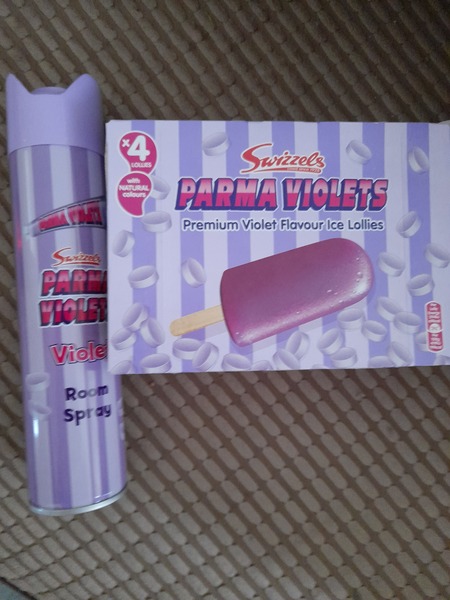 PARMA VIOLETS
Swizzels
PARMA
VIOLETS
Violet
Room
Spray
x4
LOLLIES
with
NATURAL
colours
Swizzels
PARMA VIOLETS
Premium Violet Flavour Ice Lollies